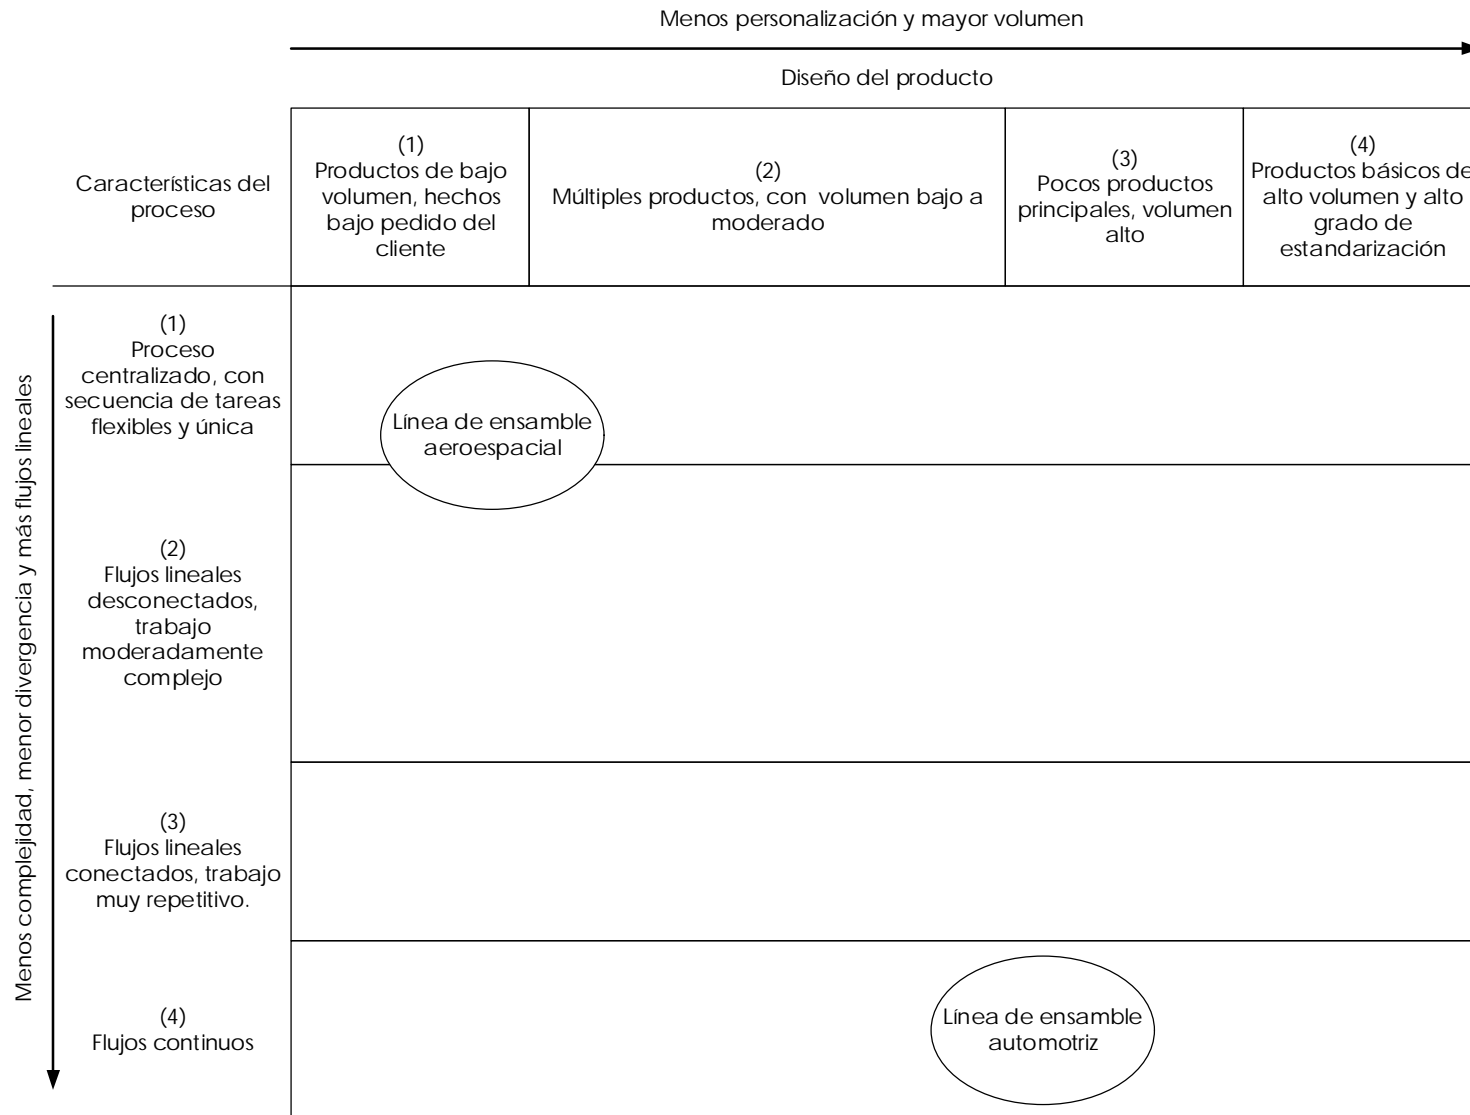 Menos personalización y mayor volumen
Diseño del producto
Características del
proceso
(1)
Productos de bajo
volumen, hechos
bajo pedido del
cliente
(2)
Múltiples productos, con volumen bajo a
moderado
(3)
Pocos productos
principales, volumen
alto
(4)
Productos básicos de
alto volumen y alto
grado de
estandarización
Menos complejidad, menor divergencia y más flujos lineales
(1)
Proceso
centralizado, con
secuencia de tareas
flexibles y única
Línea de ensamble
aeroespacial
(2)
Flujos lineales
desconectados,
trabajo
moderadamente
complejo
(3)
Flujos lineales
conectados, trabajo
muy repetitivo.
(4)
Flujos continuos
Línea de ensamble
automotriz